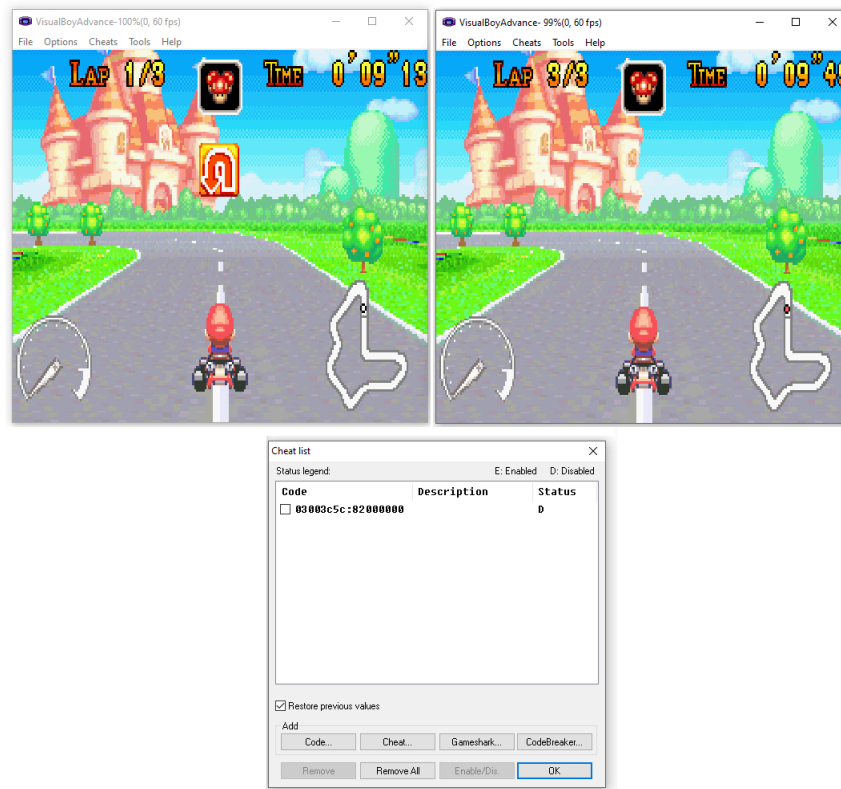 VisualBoyAdvance-100%(0, 60 fps)
File Options Cheats Tools Help
LAP 1/3 TIME 0'09"13
VisualBoyAdvance- 99%(0, 60 fps)
File Options Cheats Tools Help
LAP 3/3 TIME 0'09"49
Cheat list
Status legend: E: Enabled D: Disabled
Code Description Status
03003c5c:82000000 D
Restore previous values
Add
Code... Cheat... Gameshark... CodeBreaker...
Remove Remove All Enable/Dis. OK